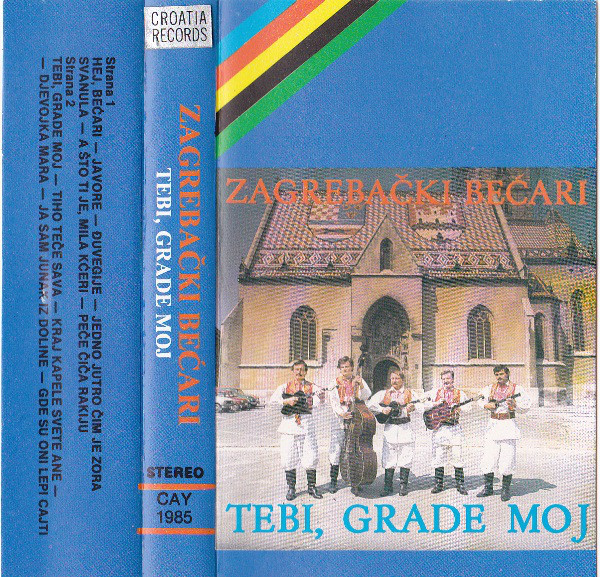 Strana 1
HEJ, BEĆARI — JAVORE — ĐUVEGIJE — JEDNO JUTRO ČIM JE ZORA
SVANULA — A ŠTO TI JE, MILA KĆERI — PEČE ČIČA RAKIJU
Strana 2
TEBI, GRADE MOJ — TIHO TEČE SAVA — KRAJ KAPELE SVETE ANE —
— DJEVOJKA MARA — JA SAM JUNAK IZ DOLINE — GDE SU ONI LEPI CAJTI
CROATIA
RECORDS
ZAGREBAČKI BEĆARI
TEBI, GRADE MOJ
STEREO
CAY
1985
ZAGREBAČKI BEČARI
TEBI, GRADE MOJ